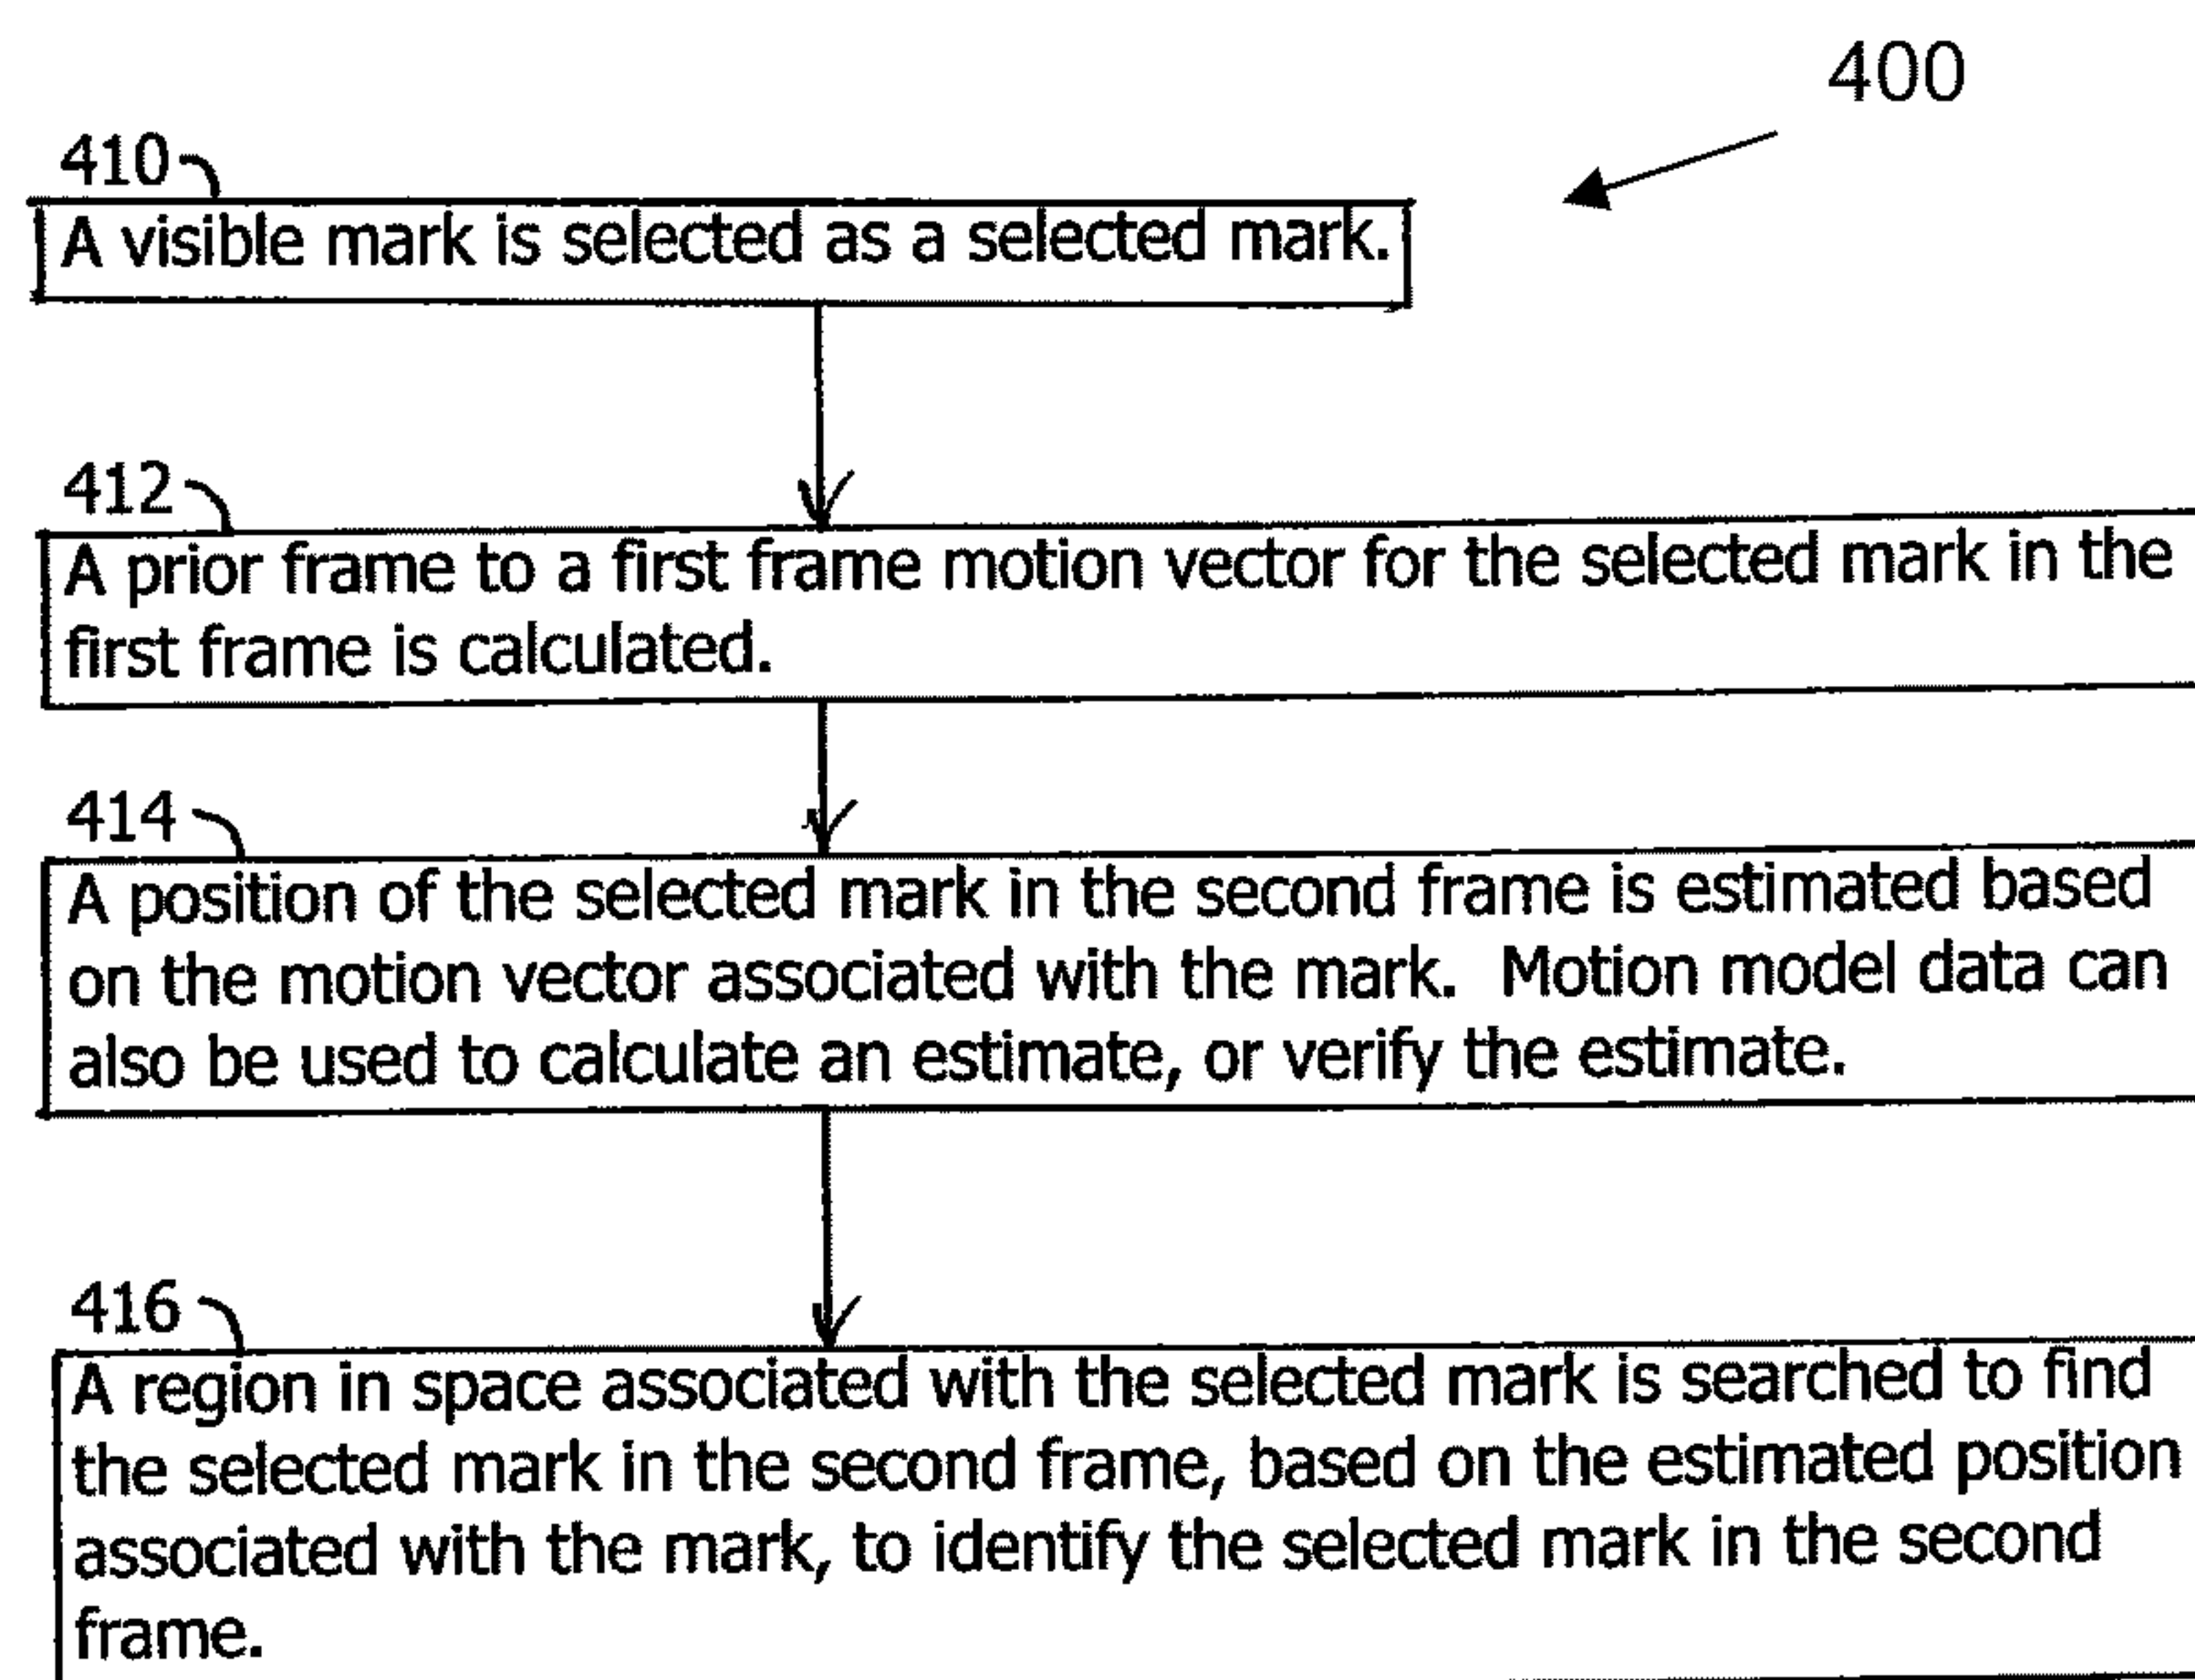 400
410
A visible mark is selected as a selected mark.
412
A prior frame to a first frame motion vector for the selected mark in the
first frame is calculated.
414
A position of the selected mark in the second frame is estimated based
on the motion vector associated with the mark. Motion model data can
also be used to calculate an estimate, or verify the estimate.
416
A region in space associated with the selected mark is searched to find
the selected mark in the second frame, based on the estimated position
associated with the mark, to identify the selected mark in the second
frame.